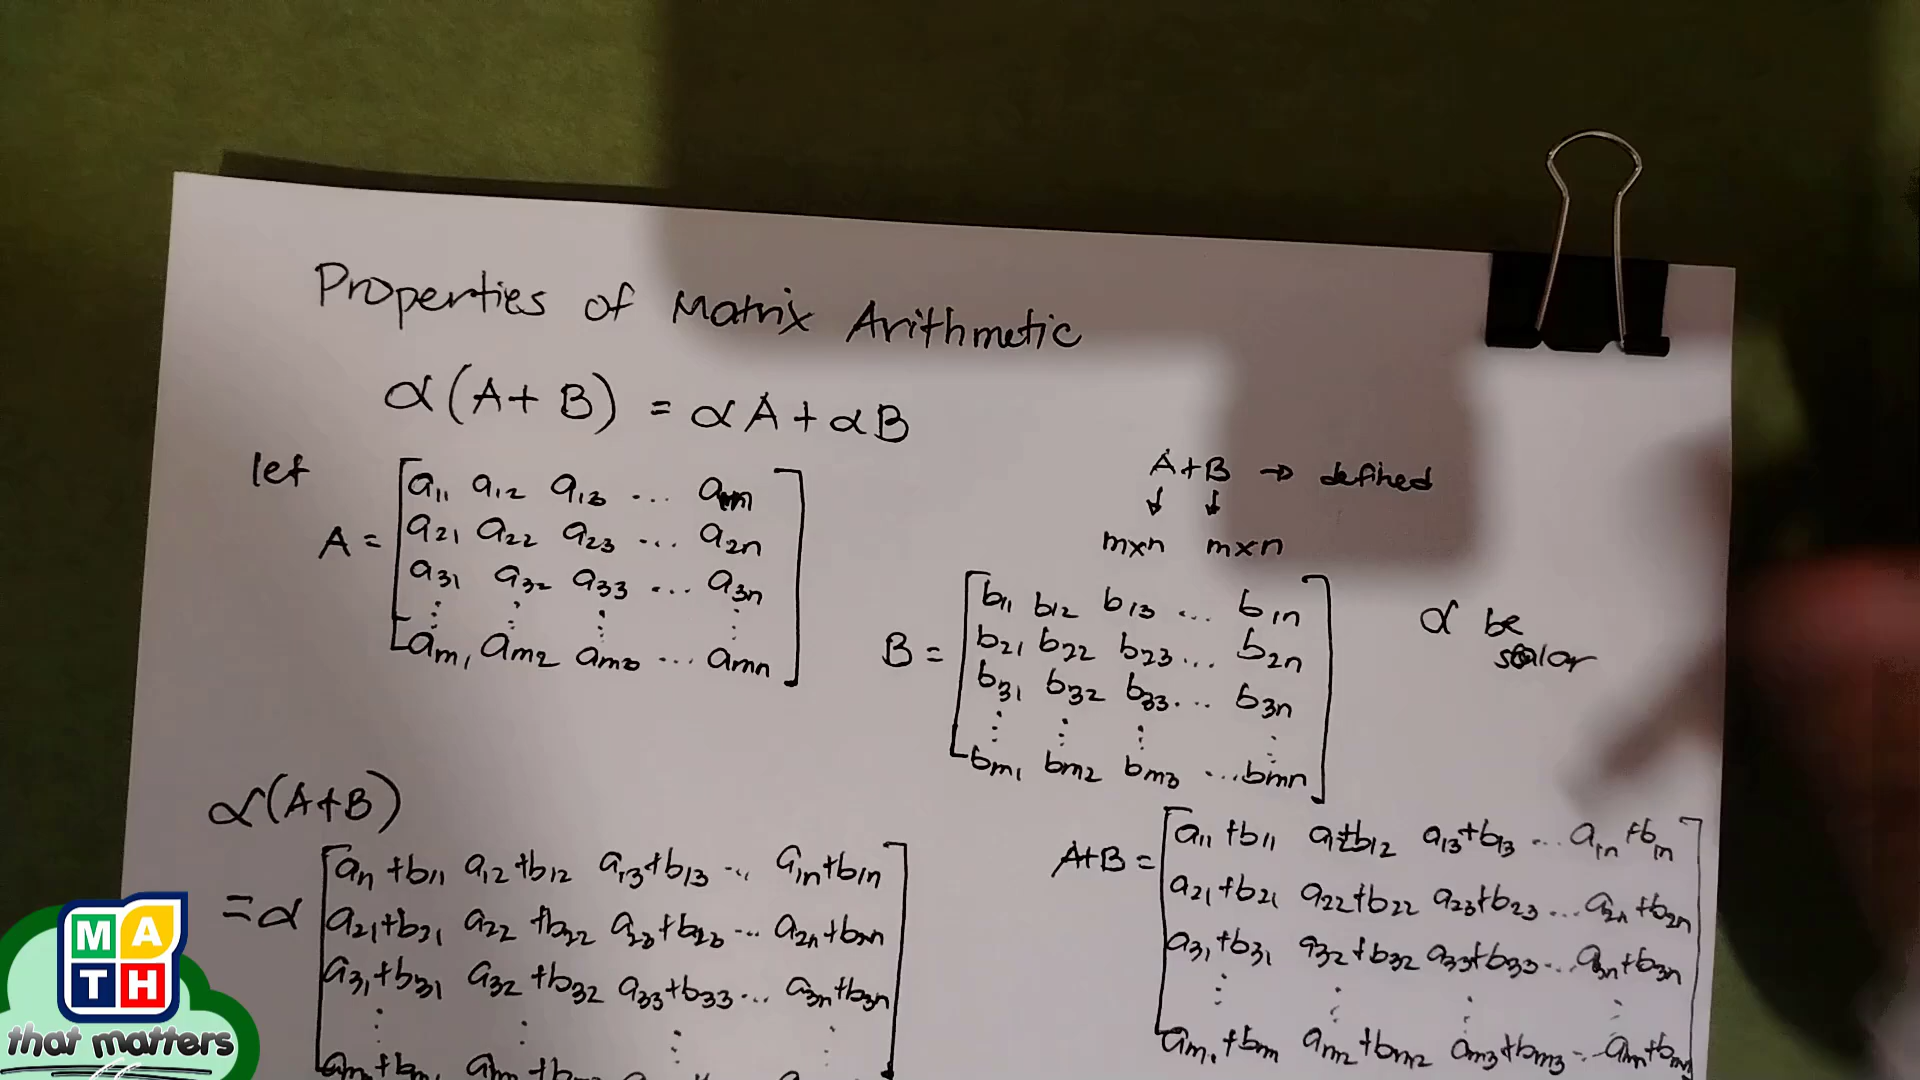 Properties of Matrix Arithmetic
α(A+B) = αA+αB
let
A = [a11 a12 a13 ... a1n
a21 a22 a23 ... a2n
a31 a32 a33 ... a3n
am1 am2 am3 ... amn]
A+B → defined
mxn mxn
B = [b11 b12 b13 ... b1n
b21 b22 b23 ... b2n
b31 b32 b33 ... b3n
bm1 bm2 bm3 ... bmn]
α be
scalar
α(A+B)
= α [a11+b11 a12+b12 a13+b13 ... a1n+b1n
a21+b21 a22+b22 a23+b23 ... a2n+b2n
a31+b31 a32+b32 a33+b33 ... a3n+b3n
A+B = [a11+b11 a12+b12 a13+b13 ... a1n+b1n
a21+b21 a22+b22 a23+b23 ... a2n+b2n
a31+b31 a32+b32 a33+b33 ... a3n+b3n
am1+bm1 am2+bm2 am3+bm3 ... amn+bmn
MATH
that matters